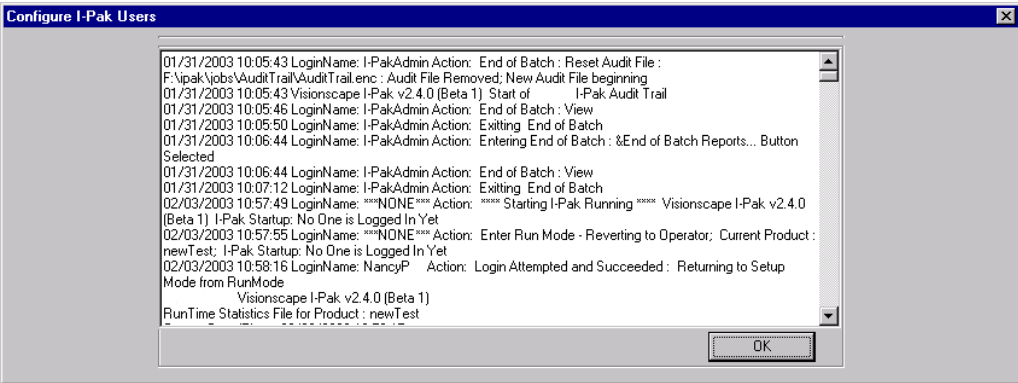 Configure I-Pak Users
01/31/2003 10:05:43 LoginName: I-PakAdmin Action:  End of Batch : Reset Audit File :
F:\ipak\jobs\AuditTrail\AuditTrail.enc : Audit File Removed; New Audit File beginning
01/31/2003 10:05:43 Visionscape I-Pak v2.4.0 (Beta 1)  Start of        I-Pak Audit Trail
01/31/2003 10:05:46 LoginName: I-PakAdmin Action:  End of Batch : View
01/31/2003 10:05:50 LoginName: I-PakAdmin Action:  Exitting  End of Batch
01/31/2003 10:06:44 LoginName: I-PakAdmin Action:  Entering End of Batch : &End of Batch Reports... Button
Selected
01/31/2003 10:06:44 LoginName: I-PakAdmin Action:  End of Batch : View
01/31/2003 10:07:12 LoginName: I-PakAdmin Action:  Exitting  End of Batch
02/03/2003 10:57:49 LoginName: ***NONE*** Action:  **** Starting I-Pak Running ****  Visionscape I-Pak v2.4.0
(Beta 1)  I-Pak Startup: No One is Logged In Yet
02/03/2003 10:57:55 LoginName: ***NONE*** Action:  Enter Run Mode - Reverting to Operator;  Current Product :
newTest;  I-Pak Startup: No One is Logged In Yet
02/03/2003 10:58:16 LoginName: NancyP     Action:  Login Attempted and Succeeded :  Returning to Setup
Mode from RunMode
Visionscape I-Pak v2.4.0 (Beta 1)
RunTime Statistics File for Product : newTest
OK